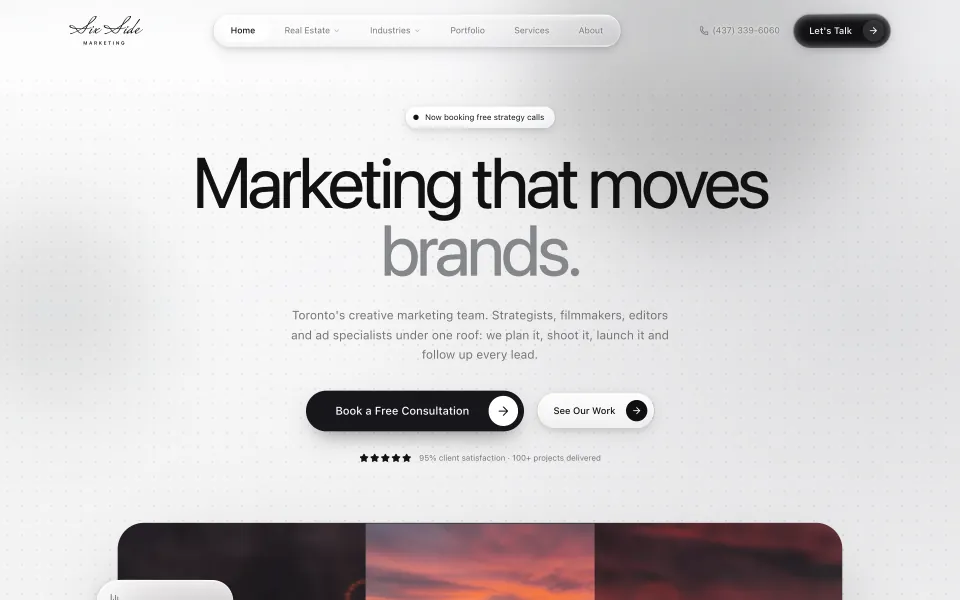 Six Side
MARKETING
Home
Real Estate
Industries
Portfolio
Services
About
(437) 339-6060
Let's Talk
Now booking free strategy calls
Marketing that moves
brands.
Toronto's creative marketing team. Strategists, filmmakers, editors
and ad specialists under one roof: we plan it, shoot it, launch it and
follow up every lead.
Book a Free Consultation
See Our Work
95% client satisfaction · 100+ projects delivered